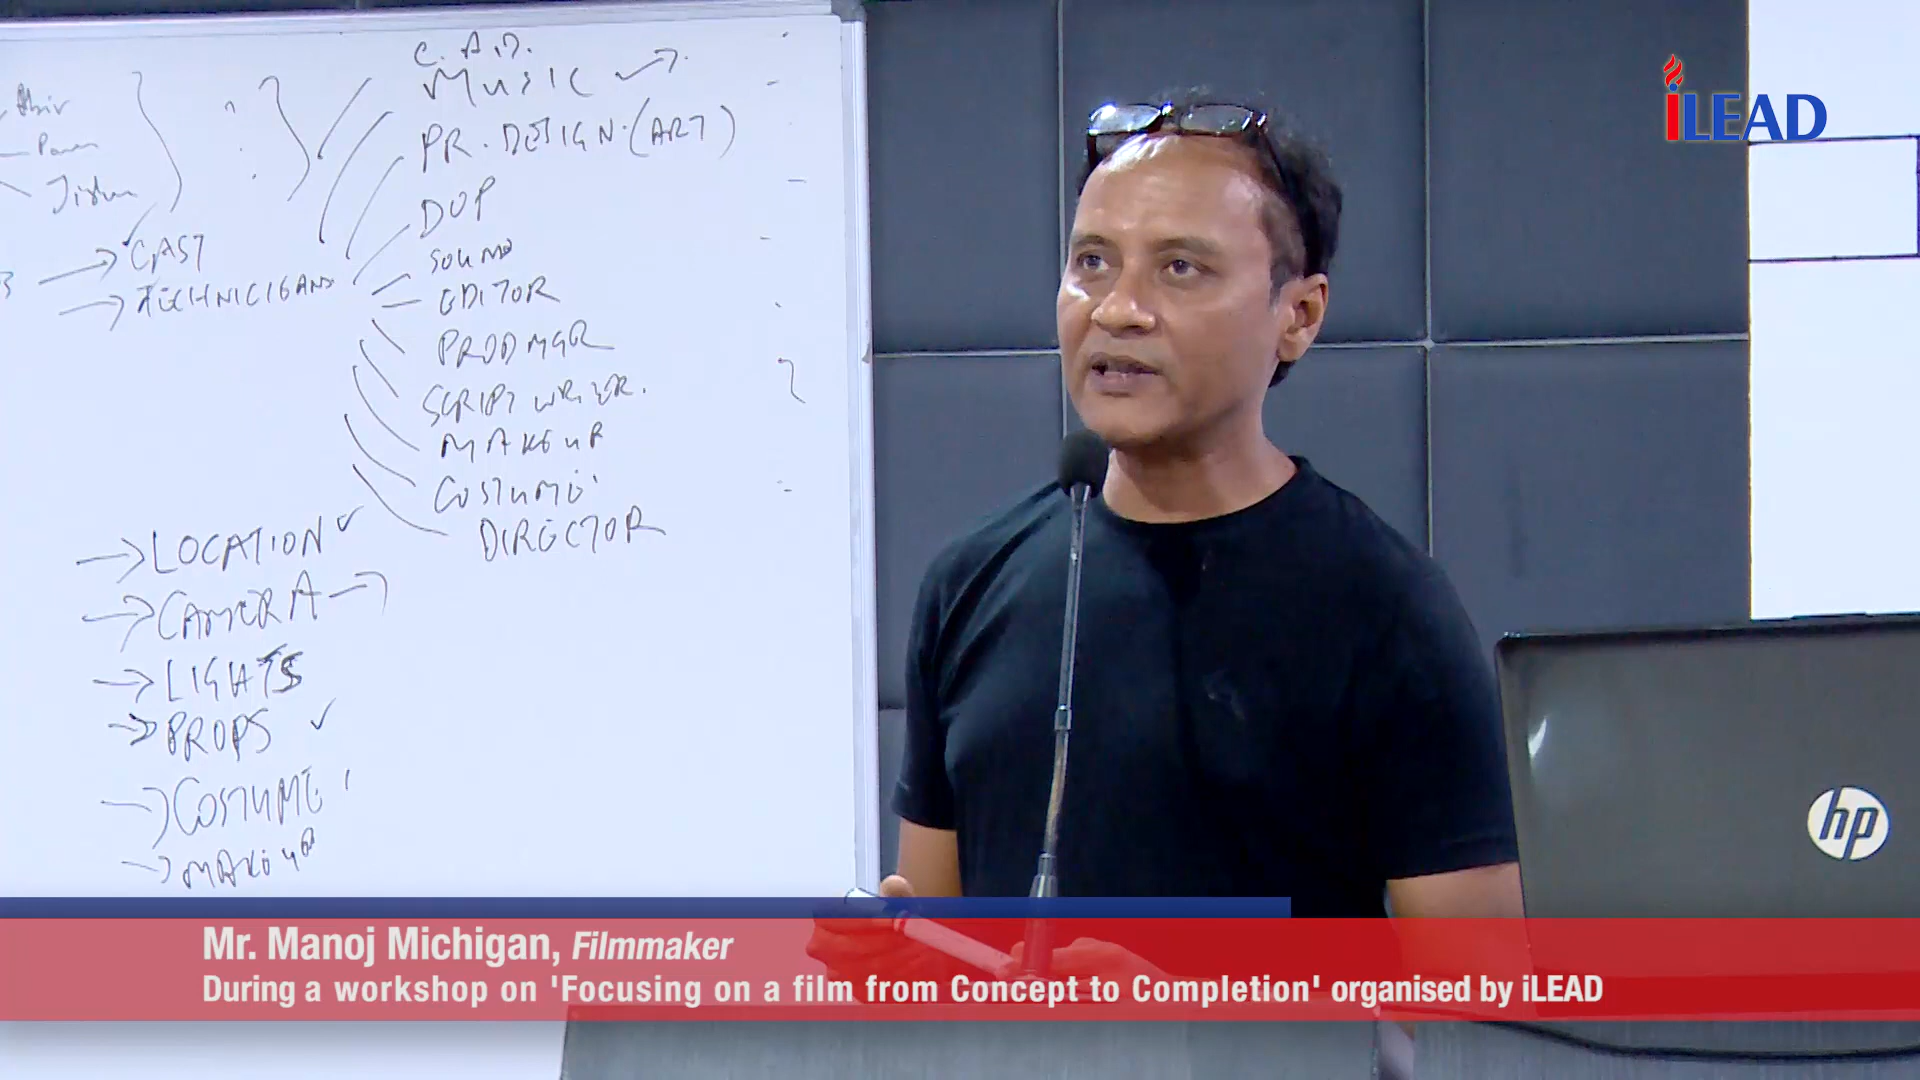 C.A.D.
MUSIC
PR. DESIGN. (ART)
DOP
SOUND
EDITOR
PROD MGR
SCRIPT WRITER.
MAKEUP
COSTUME
DIRECTOR
CAST
TECHNICIGANS
LOCATION
CAMERA
LIGHTS
PROPS
COSTUME
MAKEUP
iLEAD
hp
Mr. Manoj Michigan, Filmmaker
During a workshop on 'Focusing on a film from Concept to Completion' organised by iLEAD